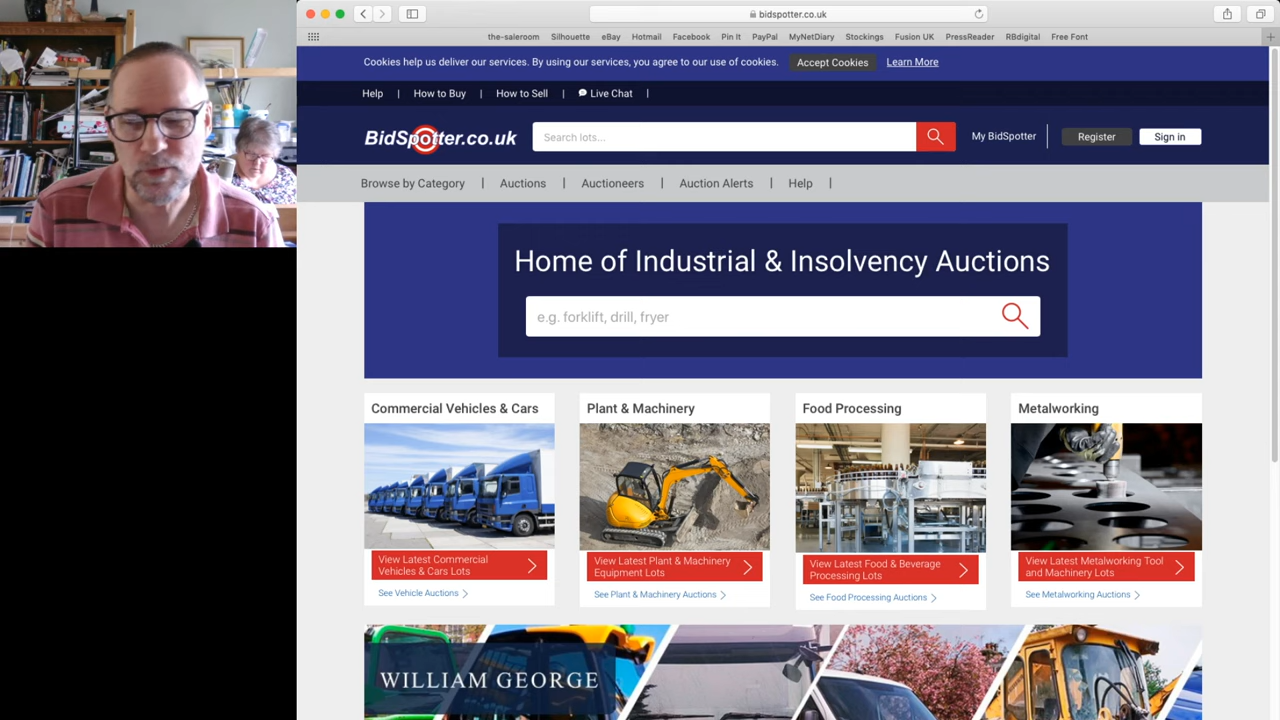 bidspotter.co.uk
the-saleroom Silhouette eBay Hotmail Facebook Pin It PayPal MyNetDiary Stockings Fusion UK PressReader RBdigital Free Font
Cookies help us deliver our services. By using our services, you agree to our use of cookies. Accept Cookies Learn More
Help | How to Buy | How to Sell | Live Chat |
BidSpotter.co.uk Search lots... My BidSpotter Register Sign in
Browse by Category | Auctions | Auctioneers | Auction Alerts | Help |
Home of Industrial & Insolvency Auctions
e.g. forklift, drill, fryer
Commercial Vehicles & Cars
View Latest Commercial
Vehicles & Cars Lots
See Vehicle Auctions
Plant & Machinery
View Latest Plant & Machinery
Equipment Lots
See Plant & Machinery Auctions
Food Processing
View Latest Food & Beverage
Processing Lots
See Food Processing Auctions
Metalworking
View Latest Metalworking Tool
and Machinery Lots
See Metalworking Auctions
WILLIAM GEORGE